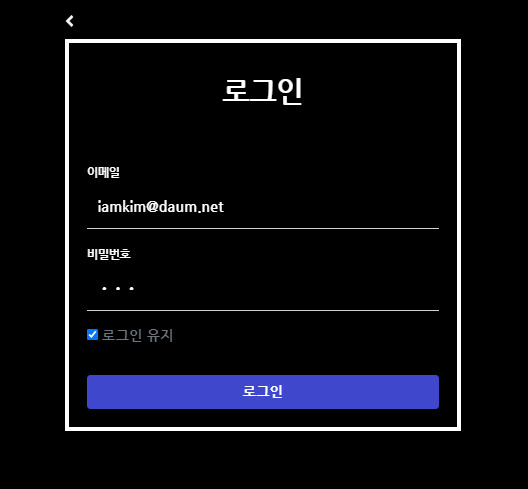 로그인
이메일
iamkim@daum.net
비밀번호
• • •
로그인 유지
로그인